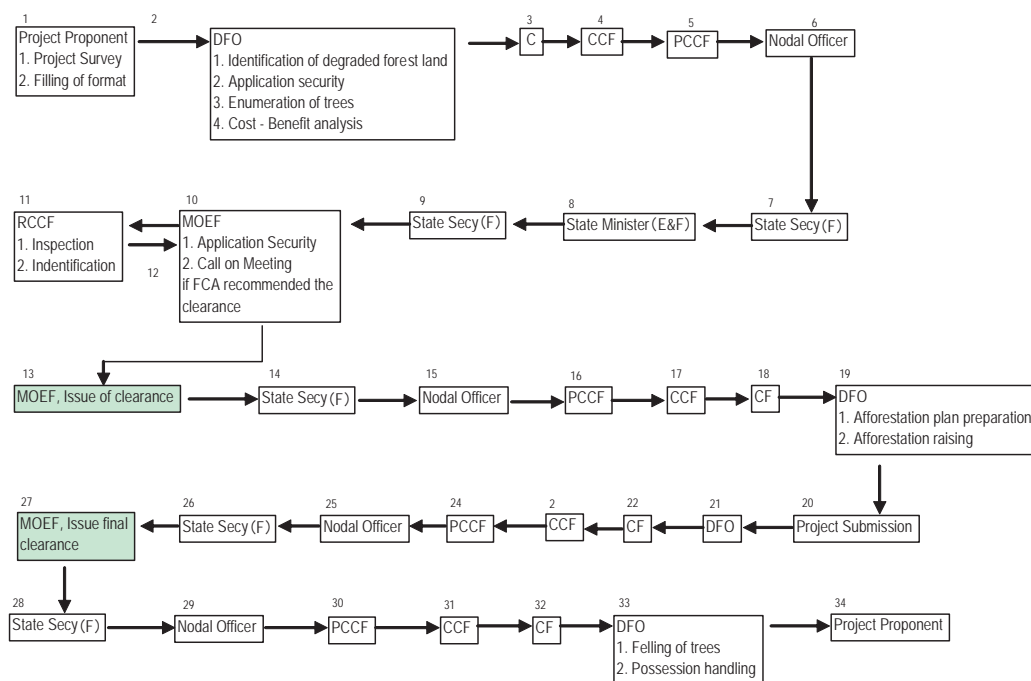 1
2
3
4
5
6
Project Proponent
1. Project Survey
2. Filling of format
DFO
1. Identification of degraded forest land
2. Application security
3. Enumeration of trees
4. Cost - Benefit analysis
C
CCF
PCCF
Nodal Officer
11
10
9
8
7
RCCF
1. Inspection
2. Indentification
12
MOEF
1. Application Security
2. Call on Meeting
if FCA recommended the
clearance
State Secy (F)
State Minister (E&F)
State Secy (F)
13
14
15
16
17
18
19
MOEF, Issue of clearance
State Secy (F)
Nodal Officer
PCCF
CCF
CF
DFO
1. Afforestation plan preparation
2. Afforestation raising
27
26
25
24
2
22
21
20
MOEF, Issue final
clearance
State Secy (F)
Nodal Officer
PCCF
CCF
CF
DFO
Project Submission
28
29
30
31
32
33
34
State Secy (F)
Nodal Officer
PCCF
CCF
CF
DFO
1. Felling of trees
2. Possession handling
Project Proponent